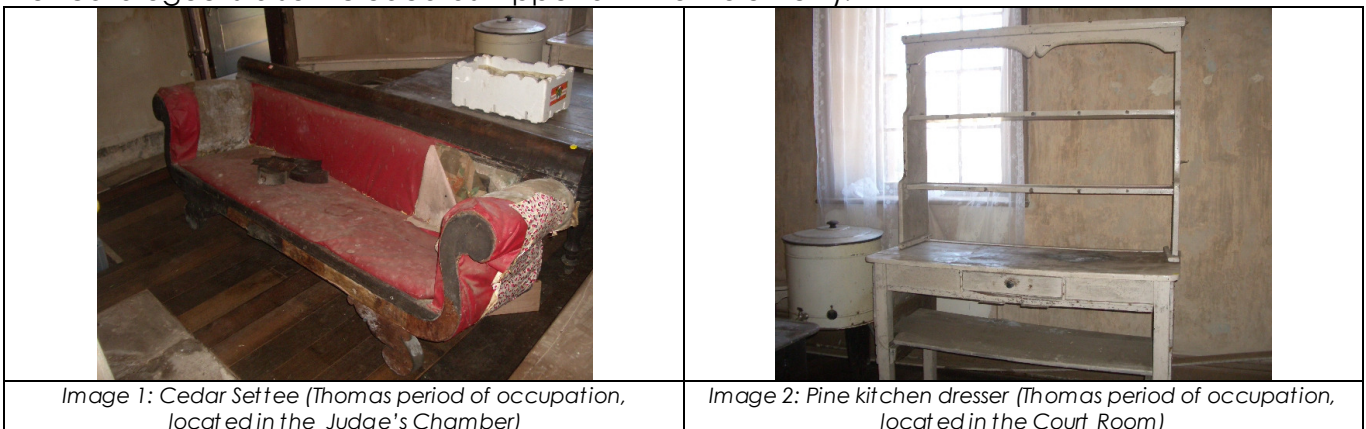 Image 1: Cedar Settee (Thomas period of occupation,
located in the Judge's Chamber)
Image 2: Pine kitchen dresser (Thomas period of occupation,
located in the Court Room)